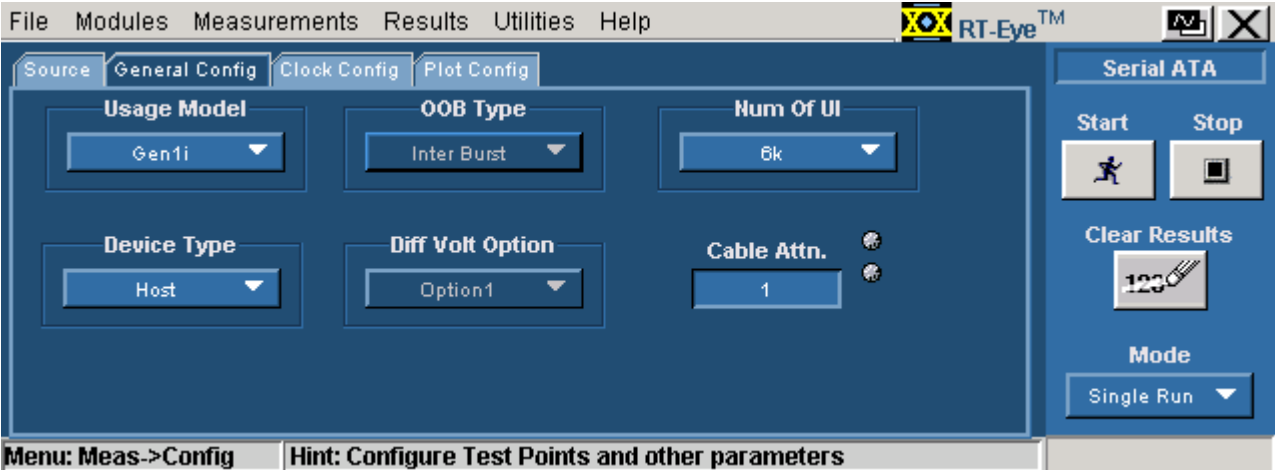 File Modules Measurements Results Utilities Help RT-Eye™
Source General Config Clock Config Plot Config
Serial ATA
Usage Model OOB Type Num Of UI
Gen1i Inter Burst 6k
Start Stop
Device Type Diff Volt Option Cable Attn.
Host Option1 1
Clear Results
123
Mode
Single Run
Menu: Meas->Config Hint: Configure Test Points and other parameters